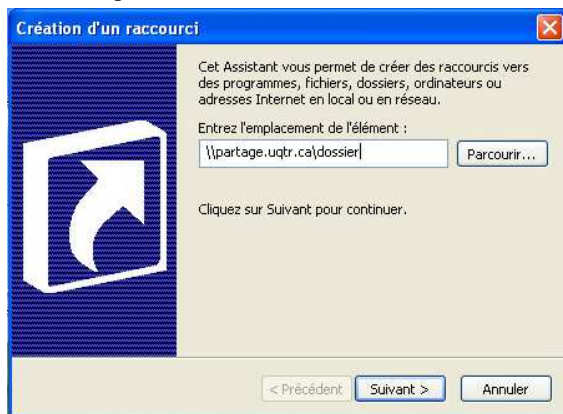 Création d'un raccourci
Cet Assistant vous permet de créer des raccourcis vers
des programmes, fichiers, dossiers, ordinateurs ou
adresses Internet en local ou en réseau.
Entrez l'emplacement de l'élément :
\\partage.uqtr.ca\dossier
Parcourir...
Cliquez sur Suivant pour continuer.
< Précédent
Suivant >
Annuler